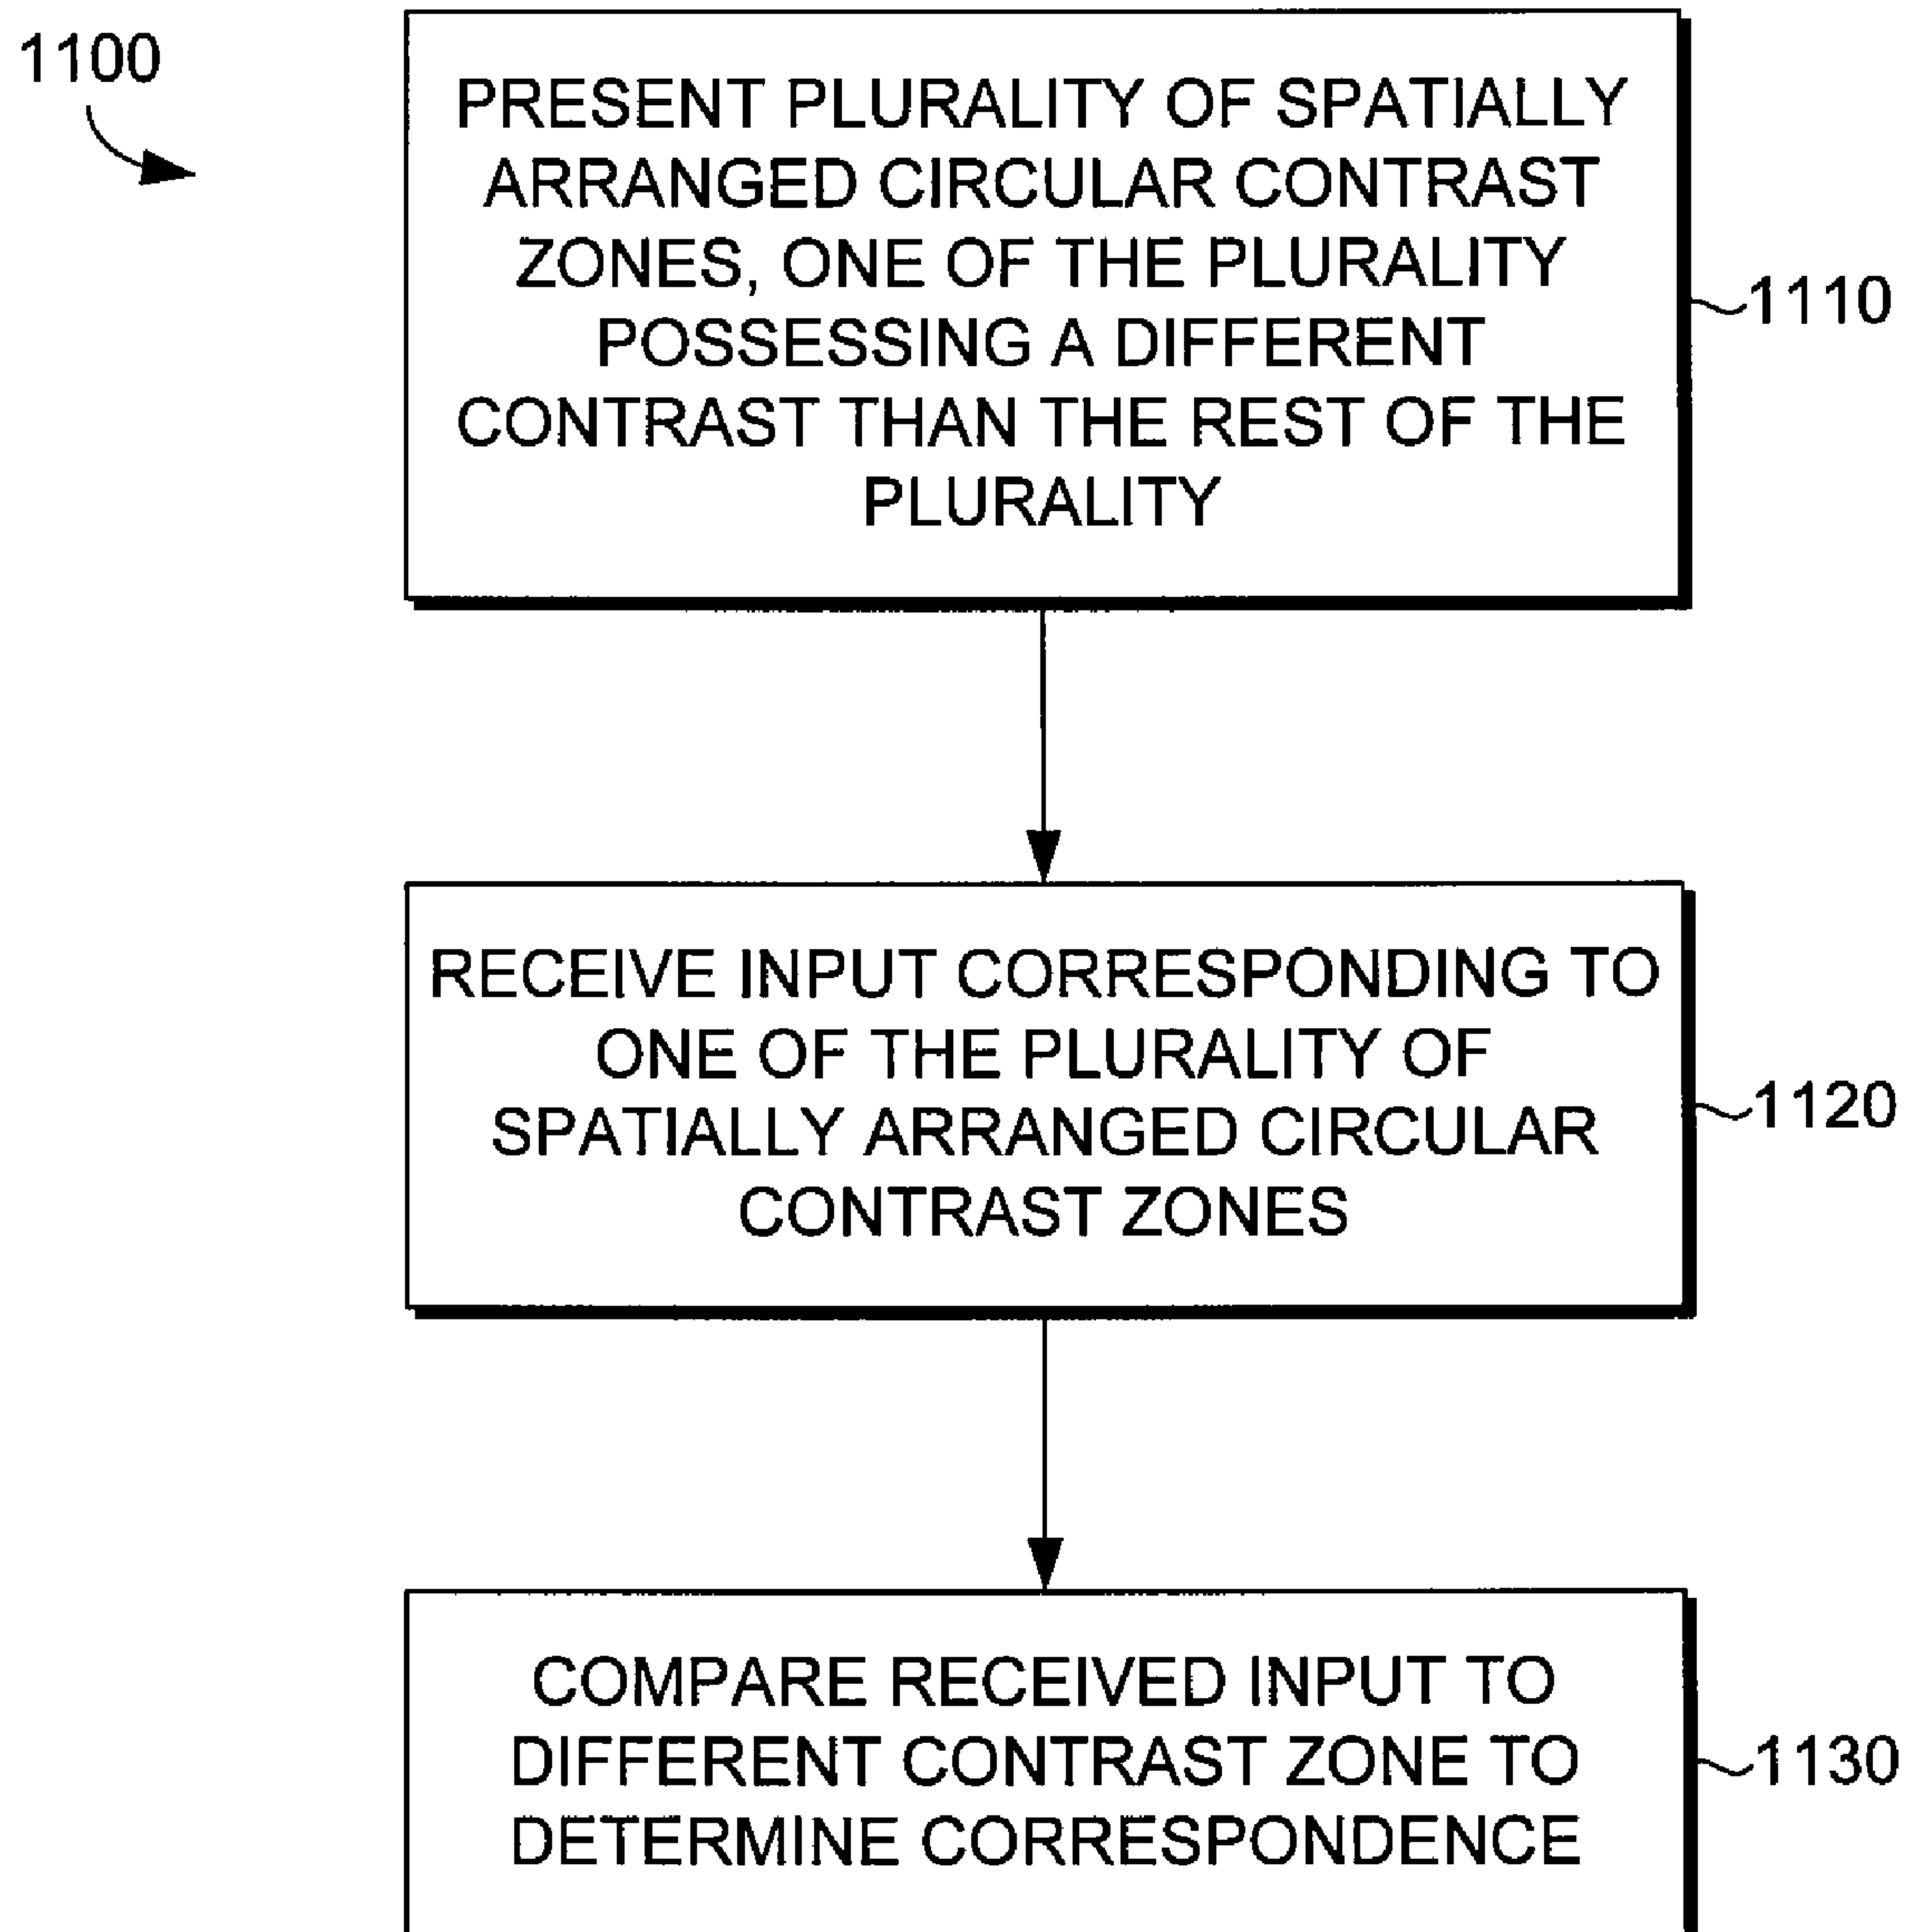 1100
PRESENT PLURALITY OF SPATIALLY
ARRANGED CIRCULAR CONTRAST
ZONES, ONE OF THE PLURALITY
POSSESSING A DIFFERENT
CONTRAST THAN THE REST OF THE
PLURALITY
1110
RECEIVE INPUT CORRESPONDING TO
ONE OF THE PLURALITY OF
SPATIALLY ARRANGED CIRCULAR
CONTRAST ZONES
1120
COMPARE RECEIVED INPUT TO
DIFFERENT CONTRAST ZONE TO
DETERMINE CORRESPONDENCE
1130